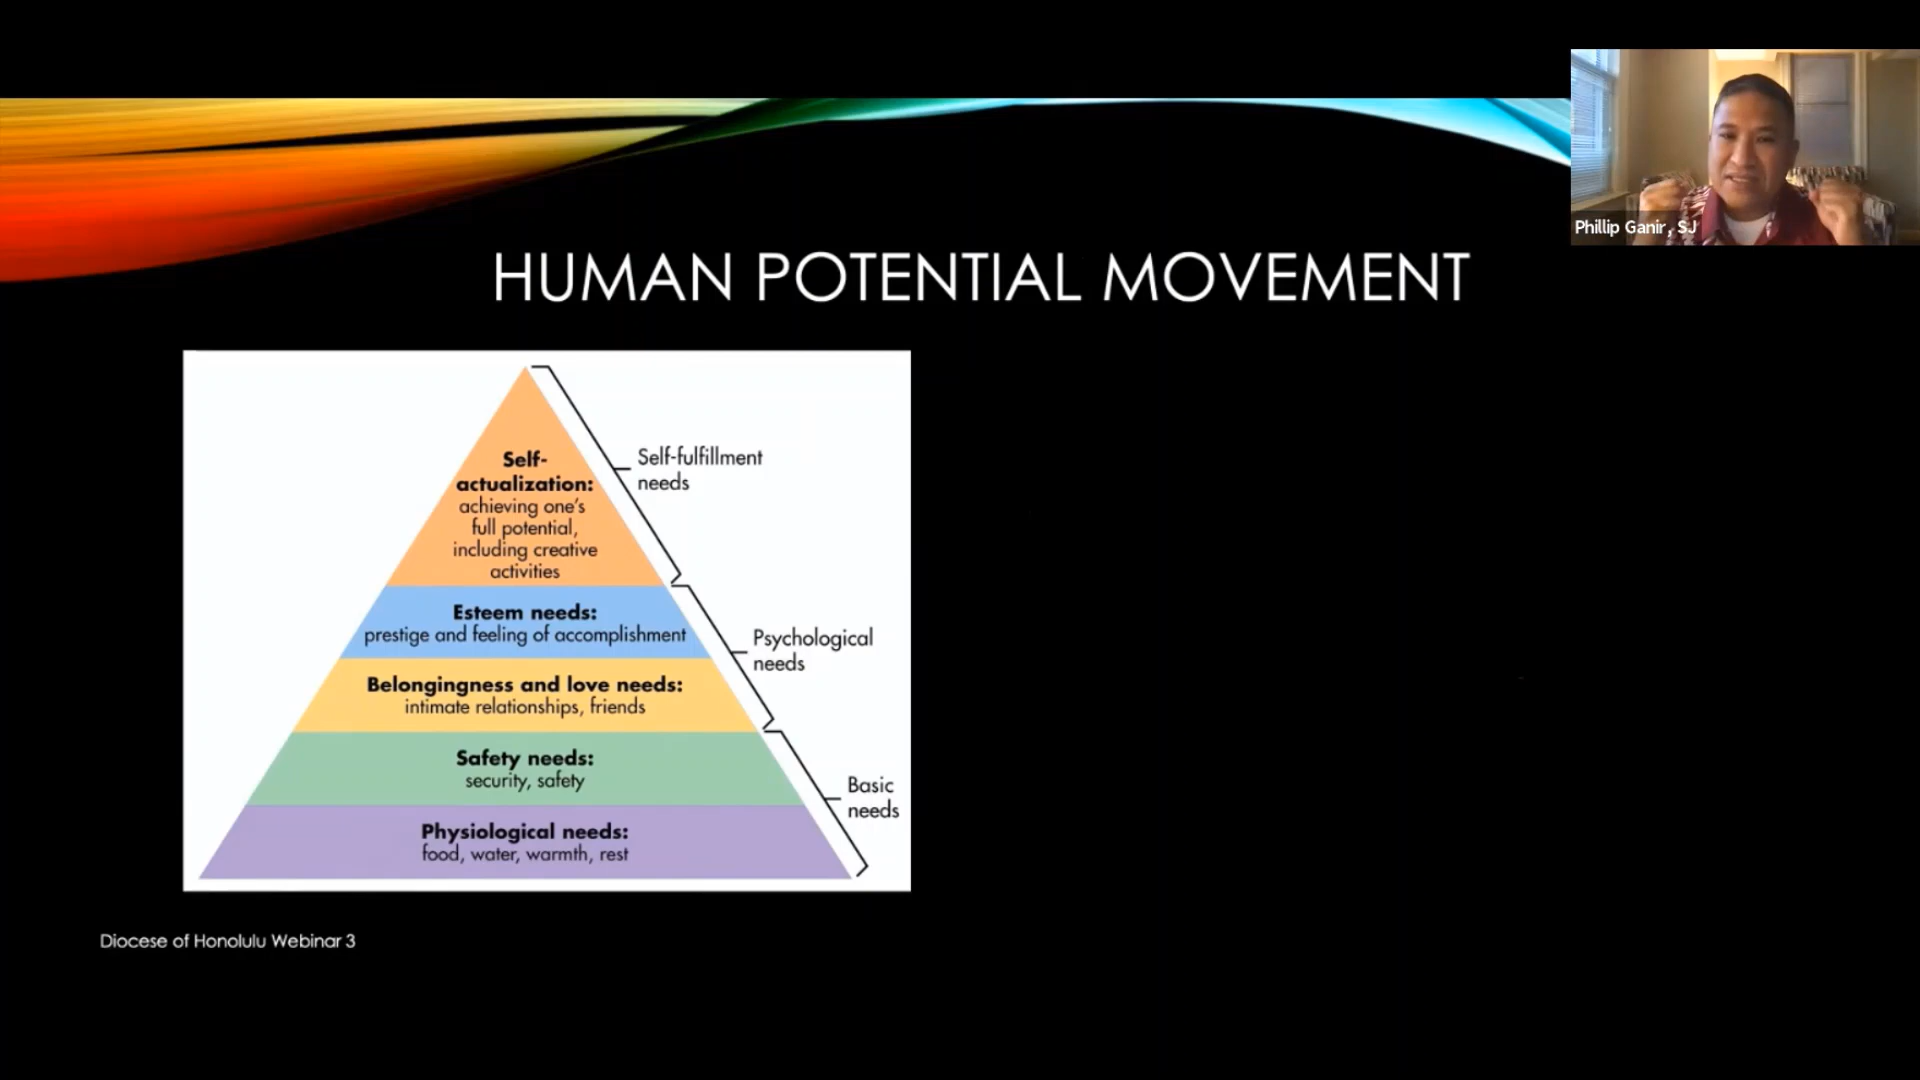 Phillip Ganir, SJ
HUMAN POTENTIAL MOVEMENT
Self-
actualization:
achieving one's
full potential,
including creative
activities
Self-fulfillment
needs
Esteem needs:
prestige and feeling of accomplishment
Psychological
needs
Belongingness and love needs:
intimate relationships, friends
Safety needs:
security, safety
Basic
needs
Physiological needs:
food, water, warmth, rest
Diocese of Honolulu Webinar 3